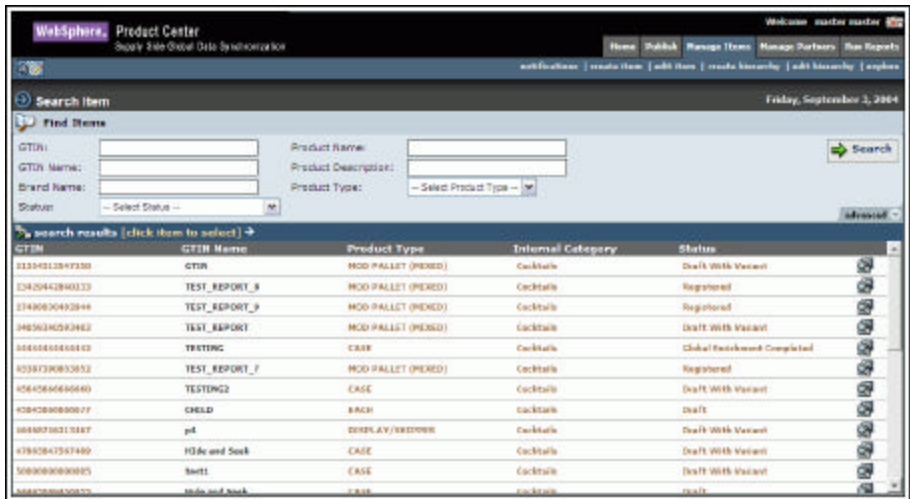 WebSphere. Product Center
Supply Side Global Data Synchronization
Welcome master master
Home Publish Manage Items Manage Partners Run Reports
notifications | create item | edit item | create hierarchy | edit hierarchy | explore
Search Item
Friday, September 3, 2004
Find Items
GTIN: Product Name: Search
GTIN Name: Product Description:
Brand Name: Product Type: -- Select Product Type --
Status: -- Select Status --
advanced
search results [click item to select]
GTIN GTIN Name Product Type Internal Category Status
GTIN MOD PALLET (MIXED) Cocktails Draft With Variant
TEST_REPORT_8 MOD PALLET (MIXED) Cocktails Registered
TEST_REPORT_9 MOD PALLET (MIXED) Cocktails Registered
TEST_REPORT MOD PALLET (MIXED) Cocktails Draft With Variant
TESTING CASE Cocktails Global Enrichment Completed
TEST_REPORT_7 MOD PALLET (MIXED) Cocktails Registered
TESTING2 CASE Cocktails Draft With Variant
CHILD EACH Cocktails Draft
p4 DISPLAY/SHIPPER Cocktails Draft With Variant
Hide and Seek CASE Cocktails Draft With Variant
test1 CASE Cocktails Draft With Variant
Hide and Seek CASE Cocktails Draft